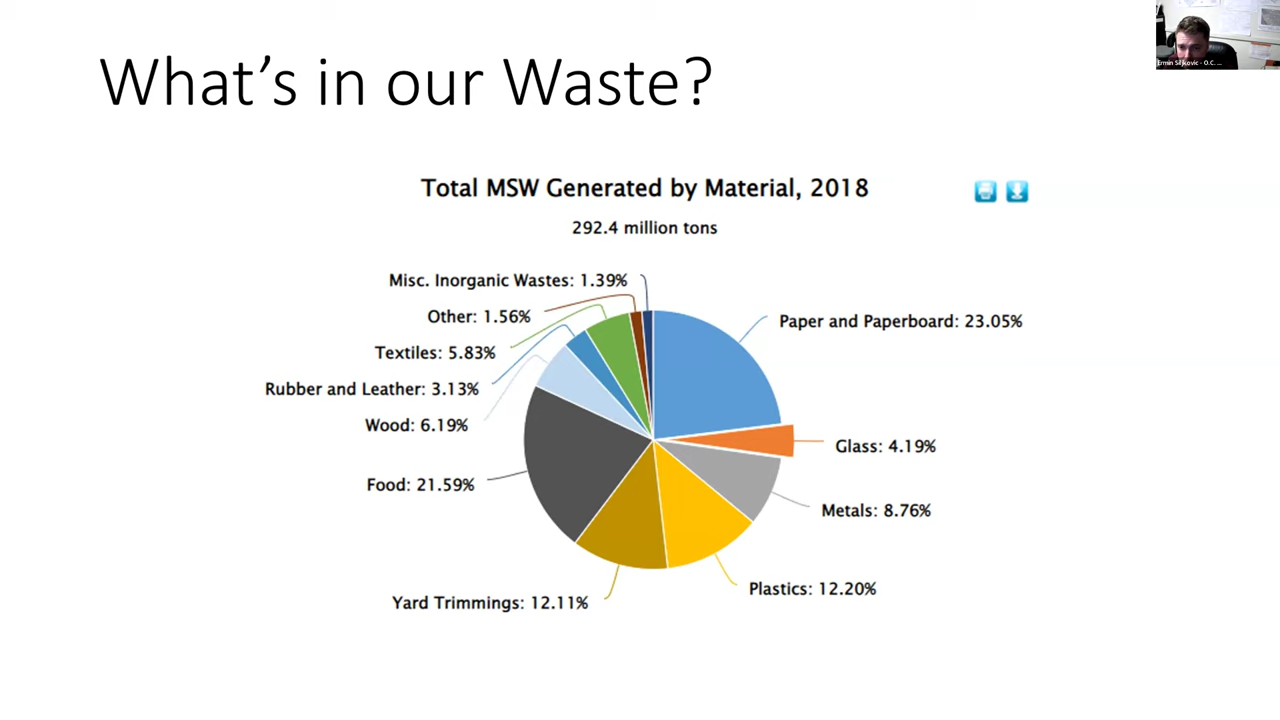 What's in our Waste?
Ermin Siljkovic - O.C. ...
Total MSW Generated by Material, 2018
292.4 million tons
Misc. Inorganic Wastes: 1.39%
Other: 1.56%
Paper and Paperboard: 23.05%
Textiles: 5.83%
Rubber and Leather: 3.13%
Wood: 6.19%
Glass: 4.19%
Food: 21.59%
Metals: 8.76%
Plastics: 12.20%
Yard Trimmings: 12.11%